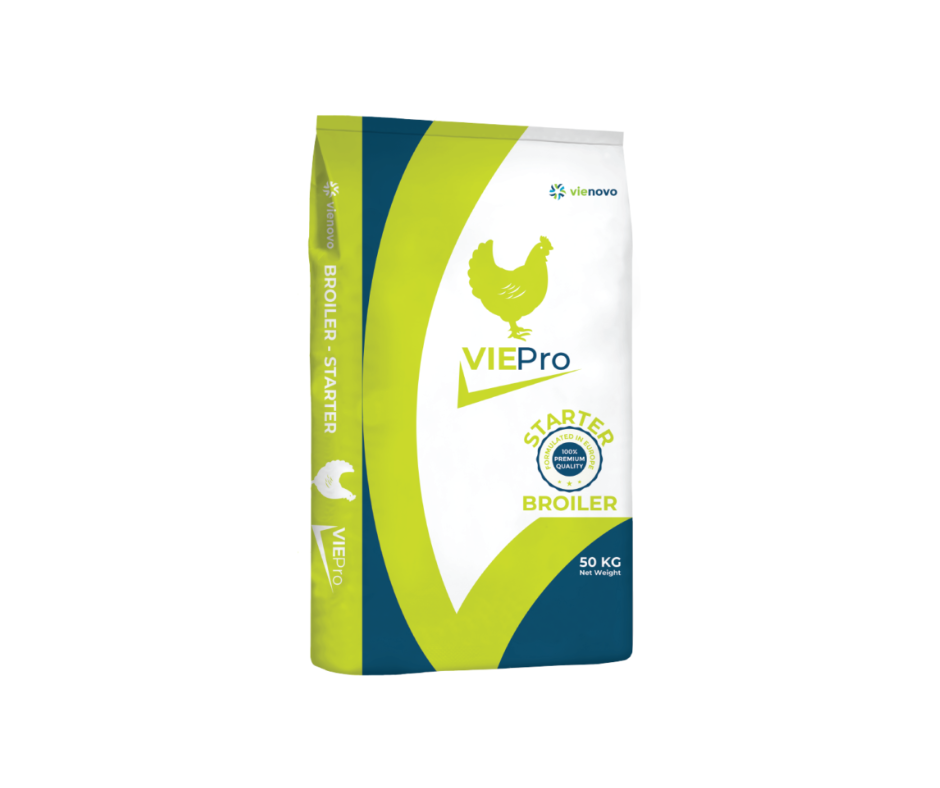 vienovo
BROILER - STARTER
VIEPro
vienovo
VIEPro
STARTER
FORMULATED IN EUROPE
100%
PREMIUM
QUALITY
BROILER
50 KG
Net Weight